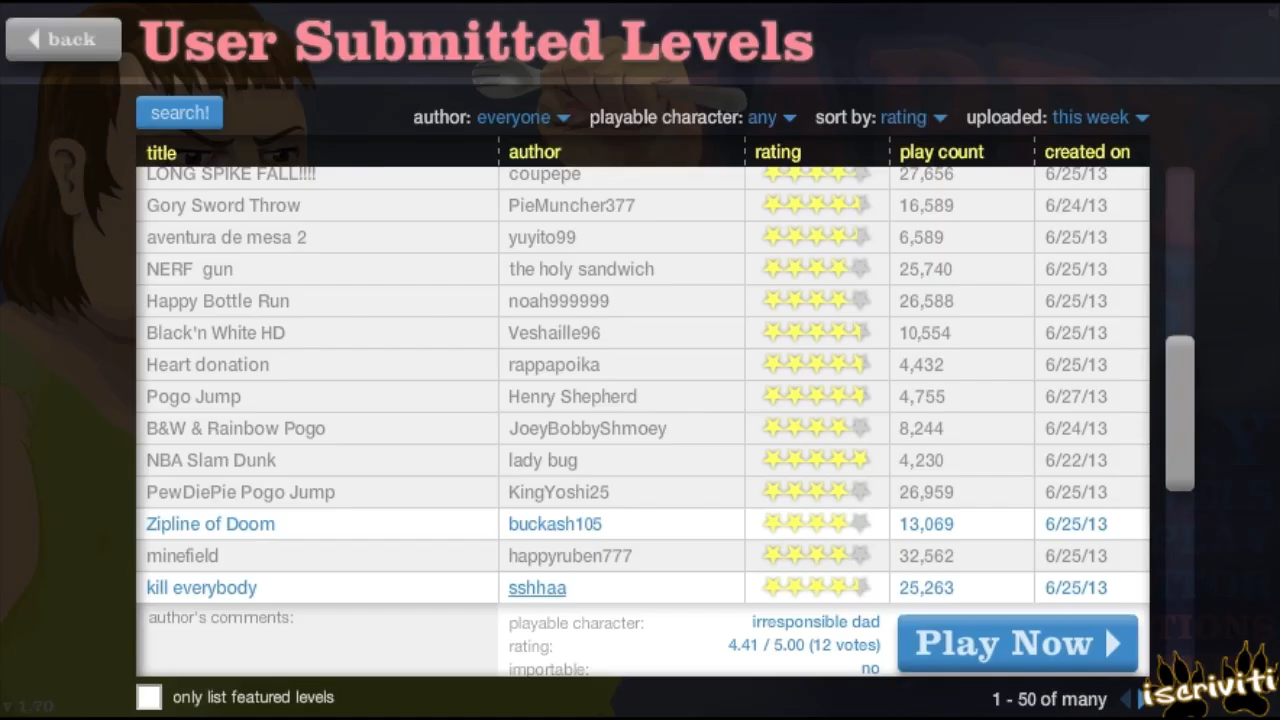 back
User Submitted Levels
search!
author: everyone playable character: any sort by: rating uploaded: this week
title author rating play count created on
LONG SPIKE FALL!!!! coupepe 27,656 6/25/13
Gory Sword Throw PieMuncher377 16,589 6/24/13
aventura de mesa 2 yuyito99 6,589 6/25/13
NERF gun the holy sandwich 25,740 6/25/13
Happy Bottle Run noah999999 26,588 6/25/13
Black'n White HD Veshaille96 10,554 6/25/13
Heart donation rappapoika 4,432 6/25/13
Pogo Jump Henry Shepherd 4,755 6/27/13
B&W & Rainbow Pogo JoeyBobbyShmoey 8,244 6/24/13
NBA Slam Dunk lady bug 4,230 6/22/13
PewDiePie Pogo Jump KingYoshi25 26,959 6/25/13
Zipline of Doom buckash105 13,069 6/25/13
minefield happyruben777 32,562 6/25/13
kill everybody sshhaa 25,263 6/25/13
author's comments:
playable character: irresponsible dad
rating: 4.41 / 5.00 (12 votes)
importable: no
Play Now
only list featured levels
1 - 50 of many
iscriviti
v 1.70